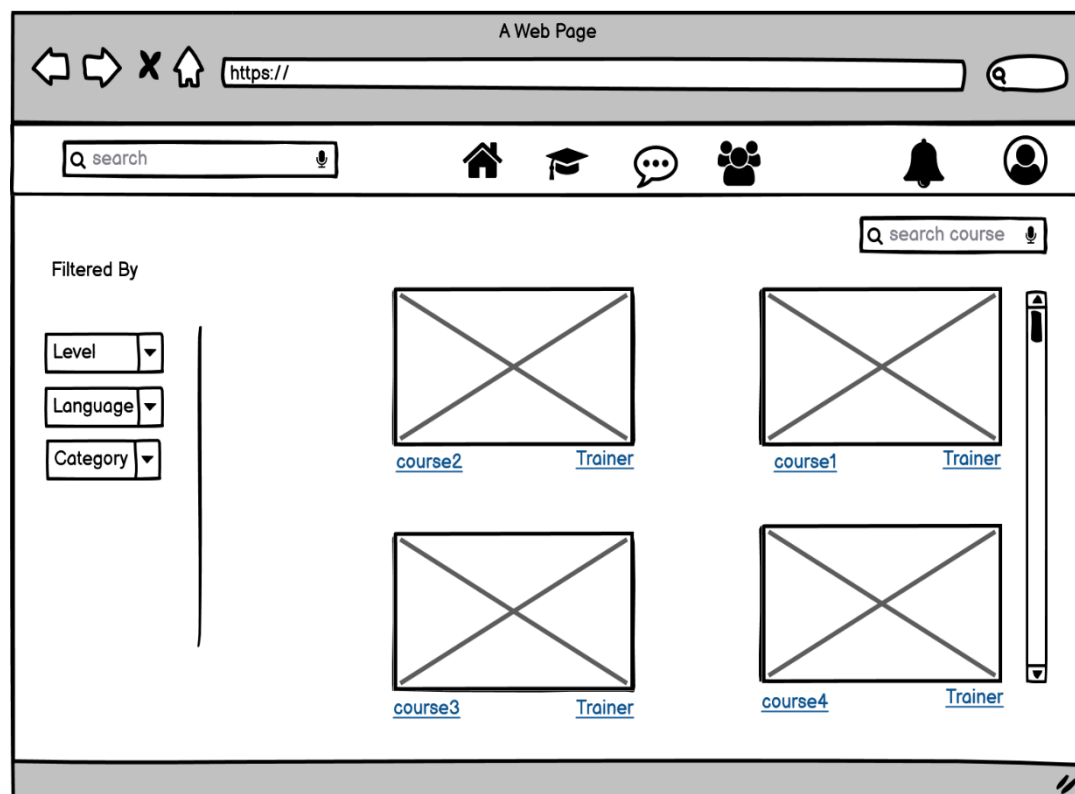 A Web Page
https://
search
search course
Filtered By
Level
Language
Category
course2 Trainer
course1 Trainer
course3 Trainer
course4 Trainer